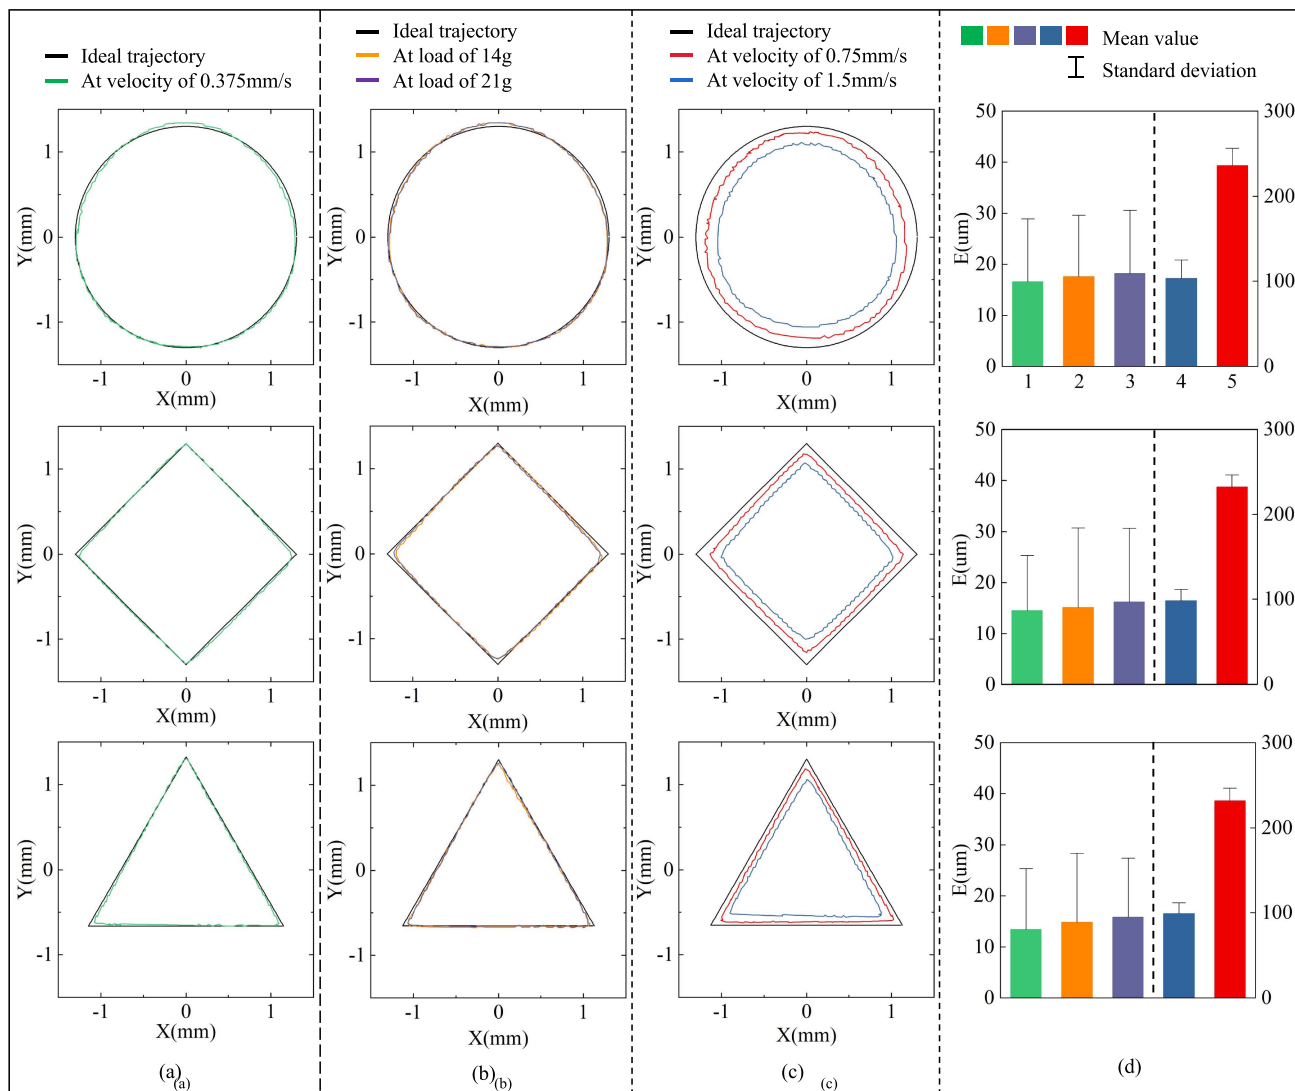 Ideal trajectory
At velocity of 0.375mm/s
Ideal trajectory
At load of 14g
At load of 21g
Ideal trajectory
At velocity of 0.75mm/s
At velocity of 1.5mm/s
Mean value
Standard deviation
Y(mm)
1
0
-1
-1 0 1
X(mm)
Y(mm)
1
0
-1
-1 0 1
X(mm)
Y(mm)
1
0
-1
-1 0 1
X(mm)
E(um)
50
40
30
20
10
0
300
200
100
0
1 2 3 4 5
Y(mm)
1
0
-1
-1 0 1
X(mm)
Y(mm)
1
0
-1
-1 0 1
X(mm)
Y(mm)
1
0
-1
-1 0 1
X(mm)
E(um)
50
40
30
20
10
0
300
200
100
0
Y(mm)
1
0
-1
-1 0 1
X(mm)
Y(mm)
1
0
-1
-1 0 1
X(mm)
Y(mm)
1
0
-1
-1 0 1
X(mm)
E(um)
50
40
30
20
10
0
300
200
100
0
(a) (a)
(b) (b)
(c) (c)
(d)